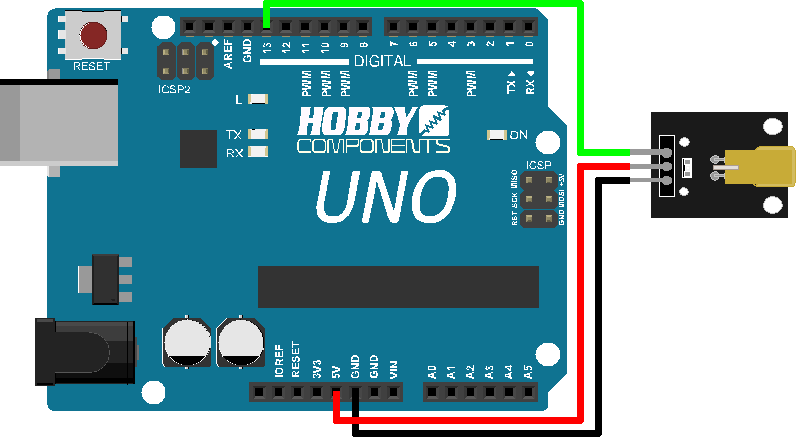 RESET
ICSP2
AREF
GND
13
12
11
10
9
8
7
6
5
4
3
2
1
0
DIGITAL
PWM
PWM
PWM
PWM
PWM
PWM
TX ▸
RX ◂
L
TX
RX
ON
HOBBY
COMPONENTS
UNO
ICSP
RST SCK MISO
GND MOSI +5V
IOREF
RESET
3V3
5V
GND
GND
VIN
A0
A1
A2
A3
A4
A5